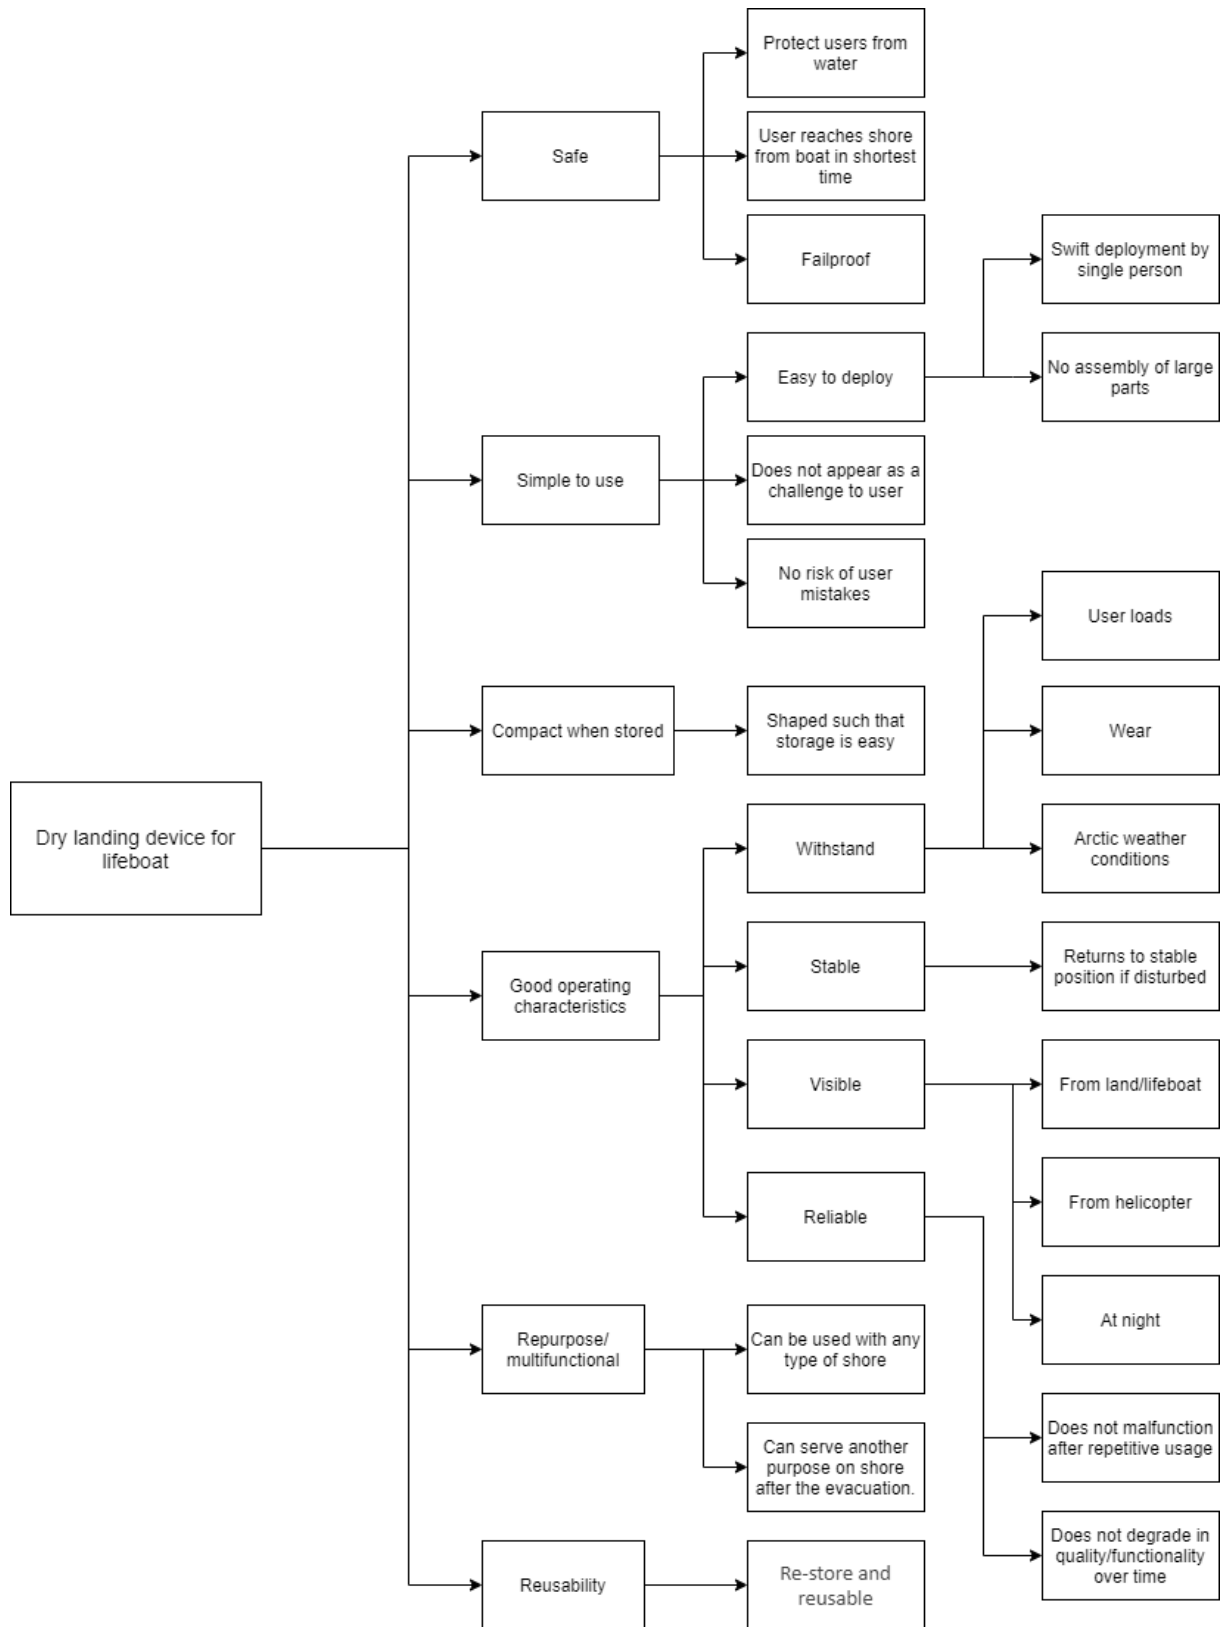 Dry landing device for
lifeboat
Safe
Protect users from
water
User reaches shore
from boat in shortest
time
Failproof
Simple to use
Easy to deploy
Swift deployment by
single person
No assembly of large
parts
Does not appear as a
challenge to user
No risk of user
mistakes
Compact when stored
Shaped such that
storage is easy
Good operating
characteristics
Withstand
User loads
Wear
Arctic weather
conditions
Stable
Returns to stable
position if disturbed
Visible
From land/lifeboat
From helicopter
At night
Reliable
Does not malfunction
after repetitive usage
Does not degrade in
quality/functionality
over time
Repurpose/
multifunctional
Can be used with any
type of shore
Can serve another
purpose on shore
after the evacuation.
Reusability
Re-store and
reusable